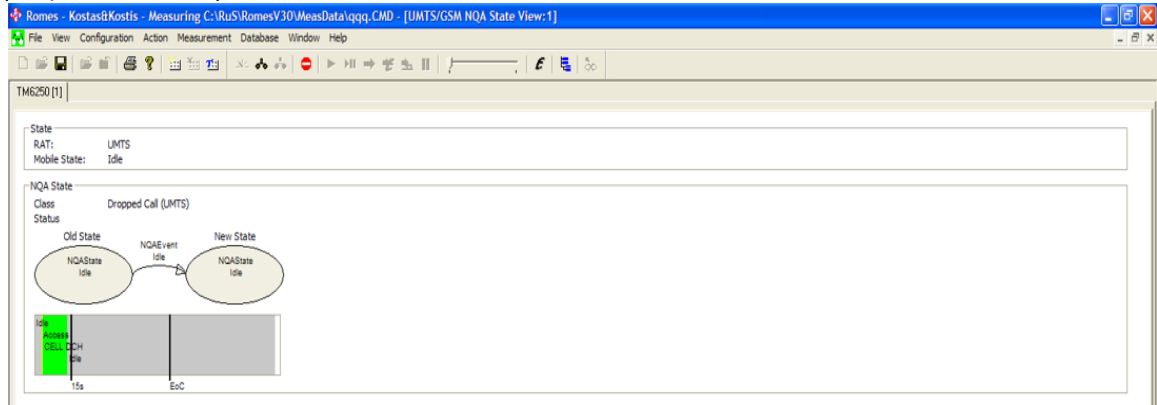 Romes - Kostas&Kostis - Measuring C:\RuS\RomesV30\MeasData\qqq.CMD - [UMTS/GSM NQA State View:1]
File View Configuration Action Measurement Database Window Help
TM6250 [1]
State
RAT: UMTS
Mobile State: Idle
NQA State
Class Dropped Call (UMTS)
Status
Old State New State
NQAEvent
Idle
NQAState NQAState
Idle Idle
Idle
Access
CELL DCH
Idle
15s EoC